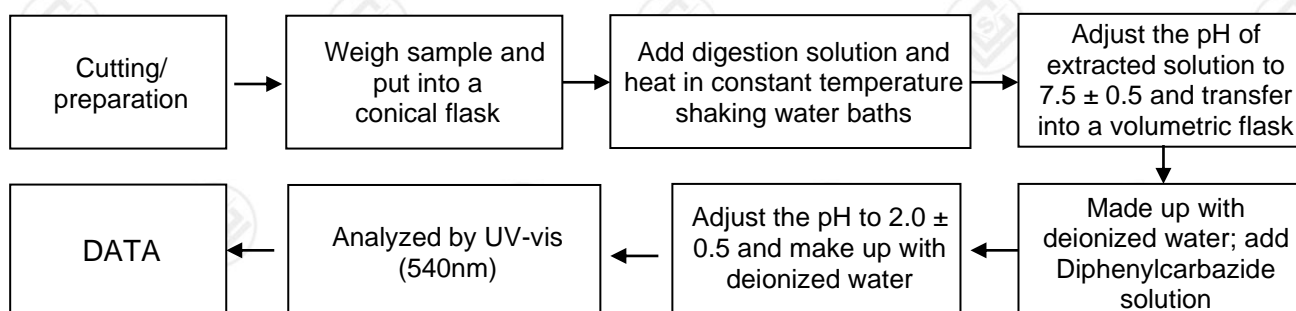 Cutting/
preparation
Weigh sample and
put into a
conical flask
Add digestion solution and
heat in constant temperature
shaking water baths
Adjust the pH of
extracted solution to
7.5 ± 0.5 and transfer
into a volumetric flask
Made up with
deionized water; add
Diphenylcarbazide
solution
Adjust the pH to 2.0 ±
0.5 and make up with
deionized water
Analyzed by UV-vis
(540nm)
DATA